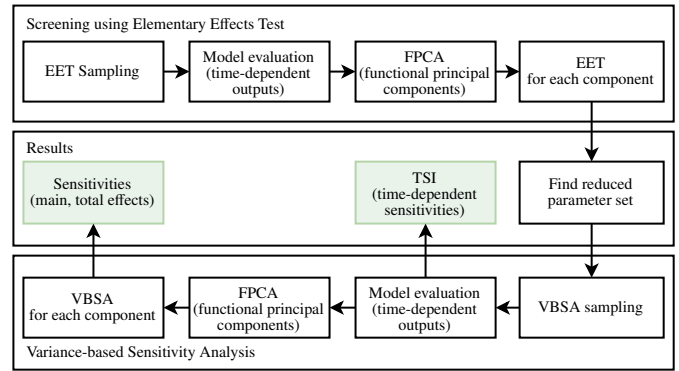 Screening using Elementary Effects Test
EET Sampling
Model evaluation
(time-dependent
outputs)
FPCA
(functional principal
components)
EET
for each component
Results
Sensitivities
(main, total effects)
TSI
(time-dependent
sensitivities)
Find reduced
parameter set
VBSA
for each component
FPCA
(functional principal
components)
Model evaluation
(time-dependent
outputs)
VBSA sampling
Variance-based Sensitivity Analysis